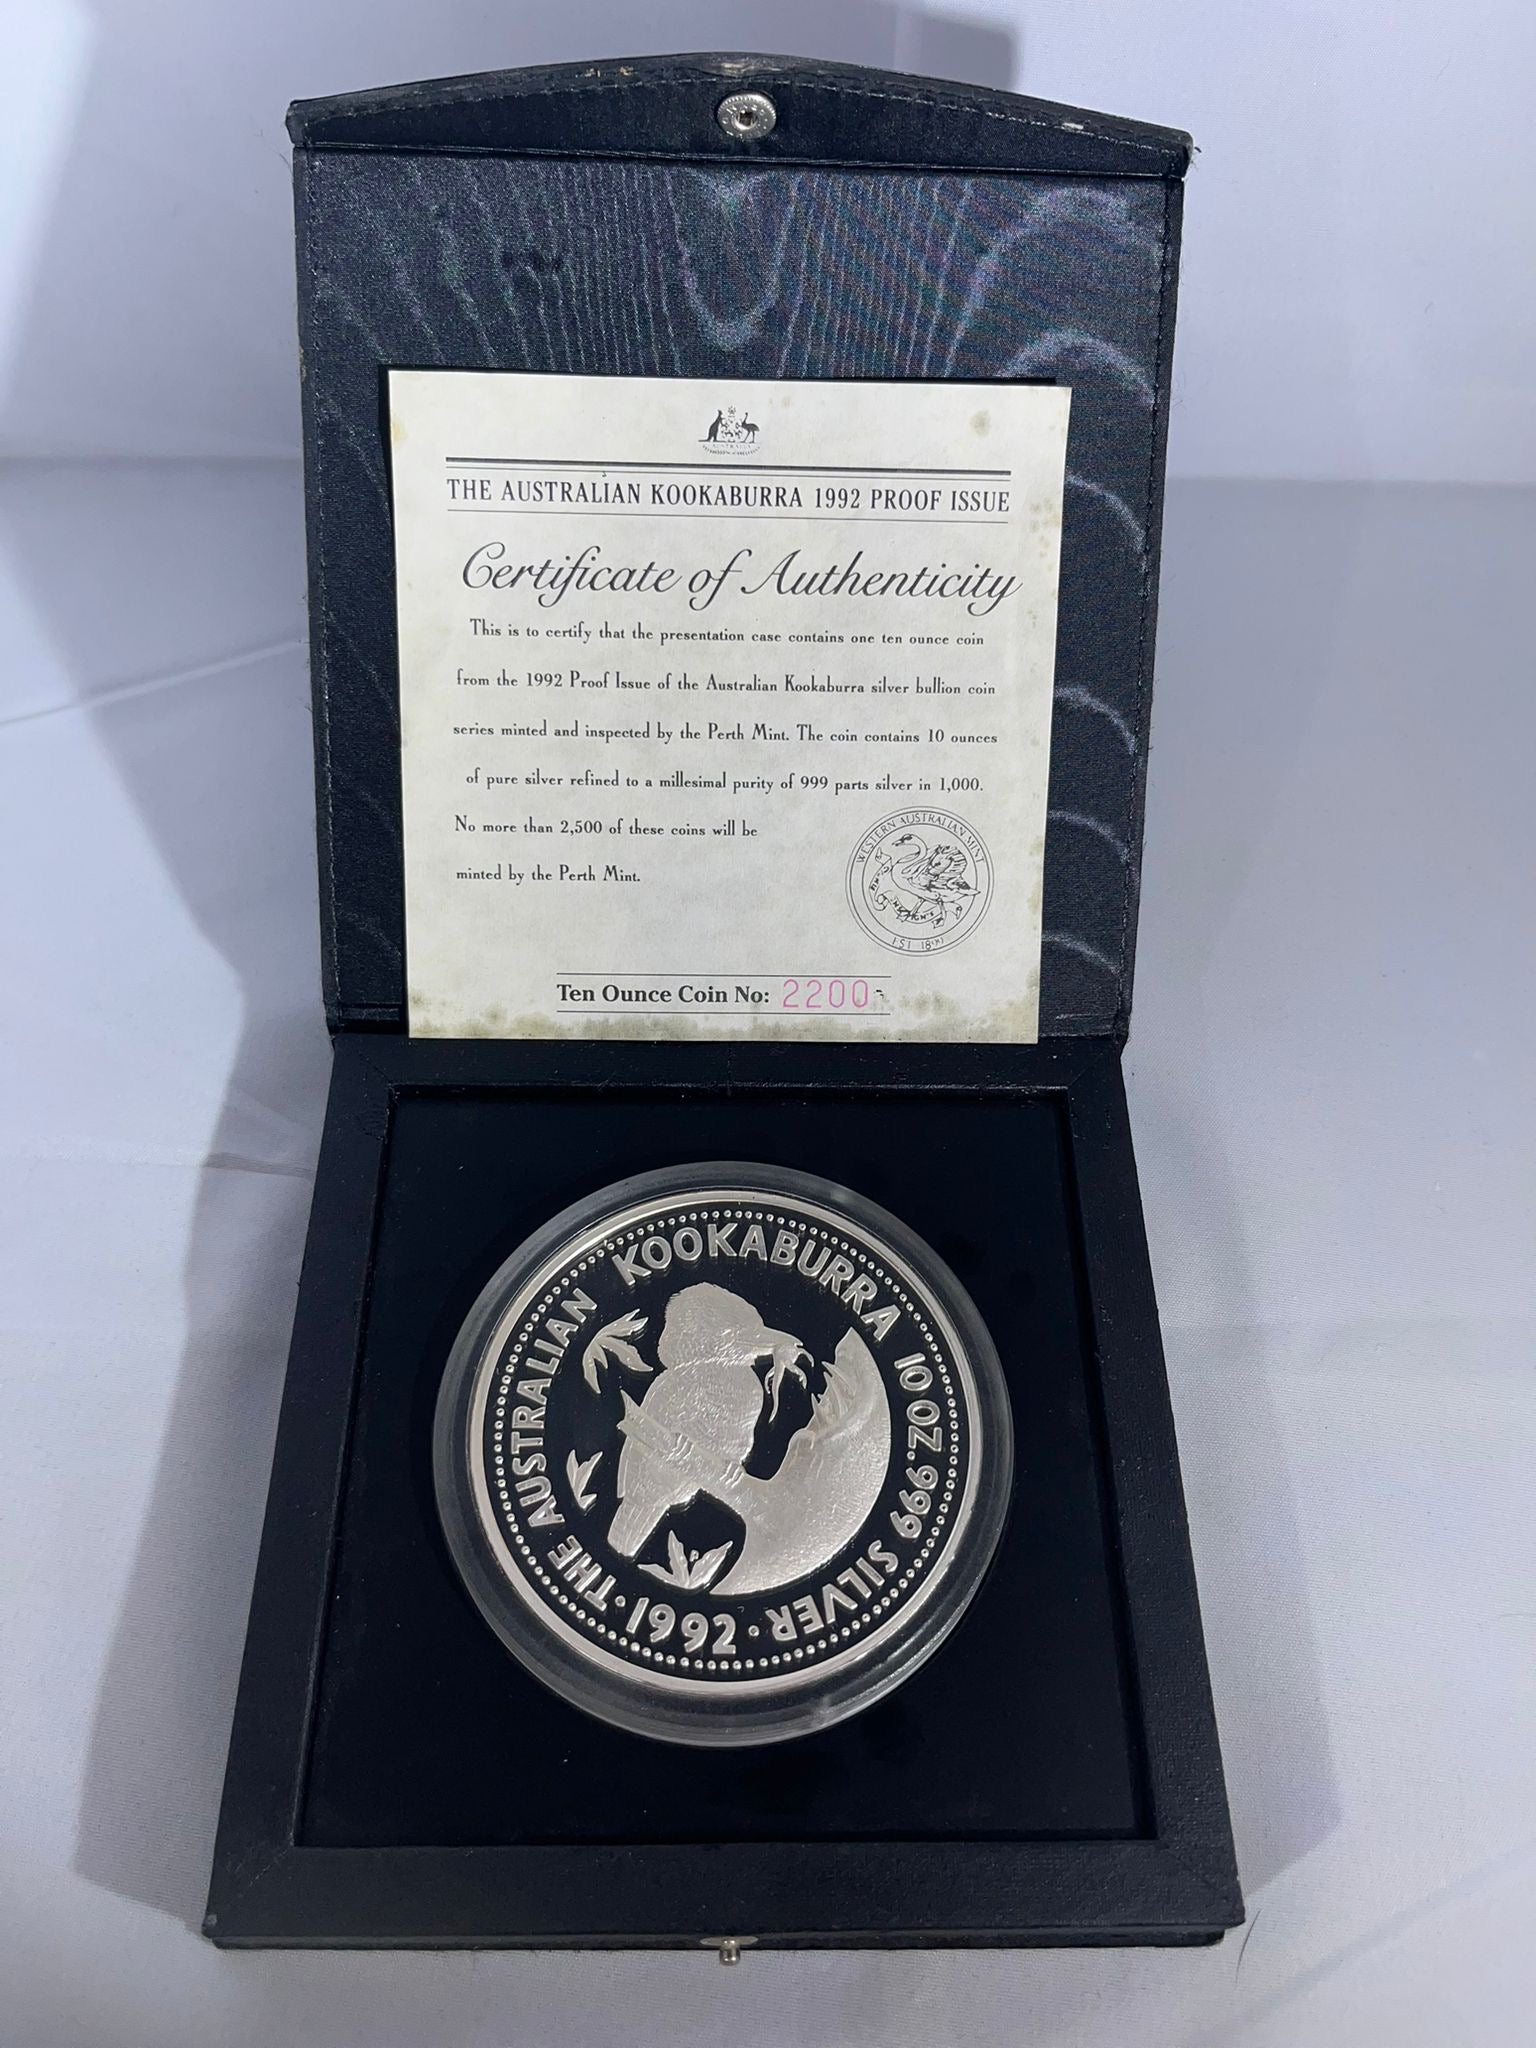 AUSTRALIA
THE AUSTRALIAN KOOKABURRA 1992 PROOF ISSUE
Certificate of Authenticity
This is to certify that the presentation case contains one ten ounce coin
from the 1992 Proof Issue of the Australian Kookaburra silver bullion coin
series minted and inspected by the Perth Mint. The coin contains 10 ounces
of pure silver refined to a millesimal purity of 999 parts silver in 1,000.
No more than 2,500 of these coins will be
minted by the Perth Mint.
WESTERN AUSTRALIAN MINT
EST 1899
Ten Ounce Coin No: 2200
THE AUSTRALIAN KOOKABURRA 10 OZ. 999 SILVER
1992
P